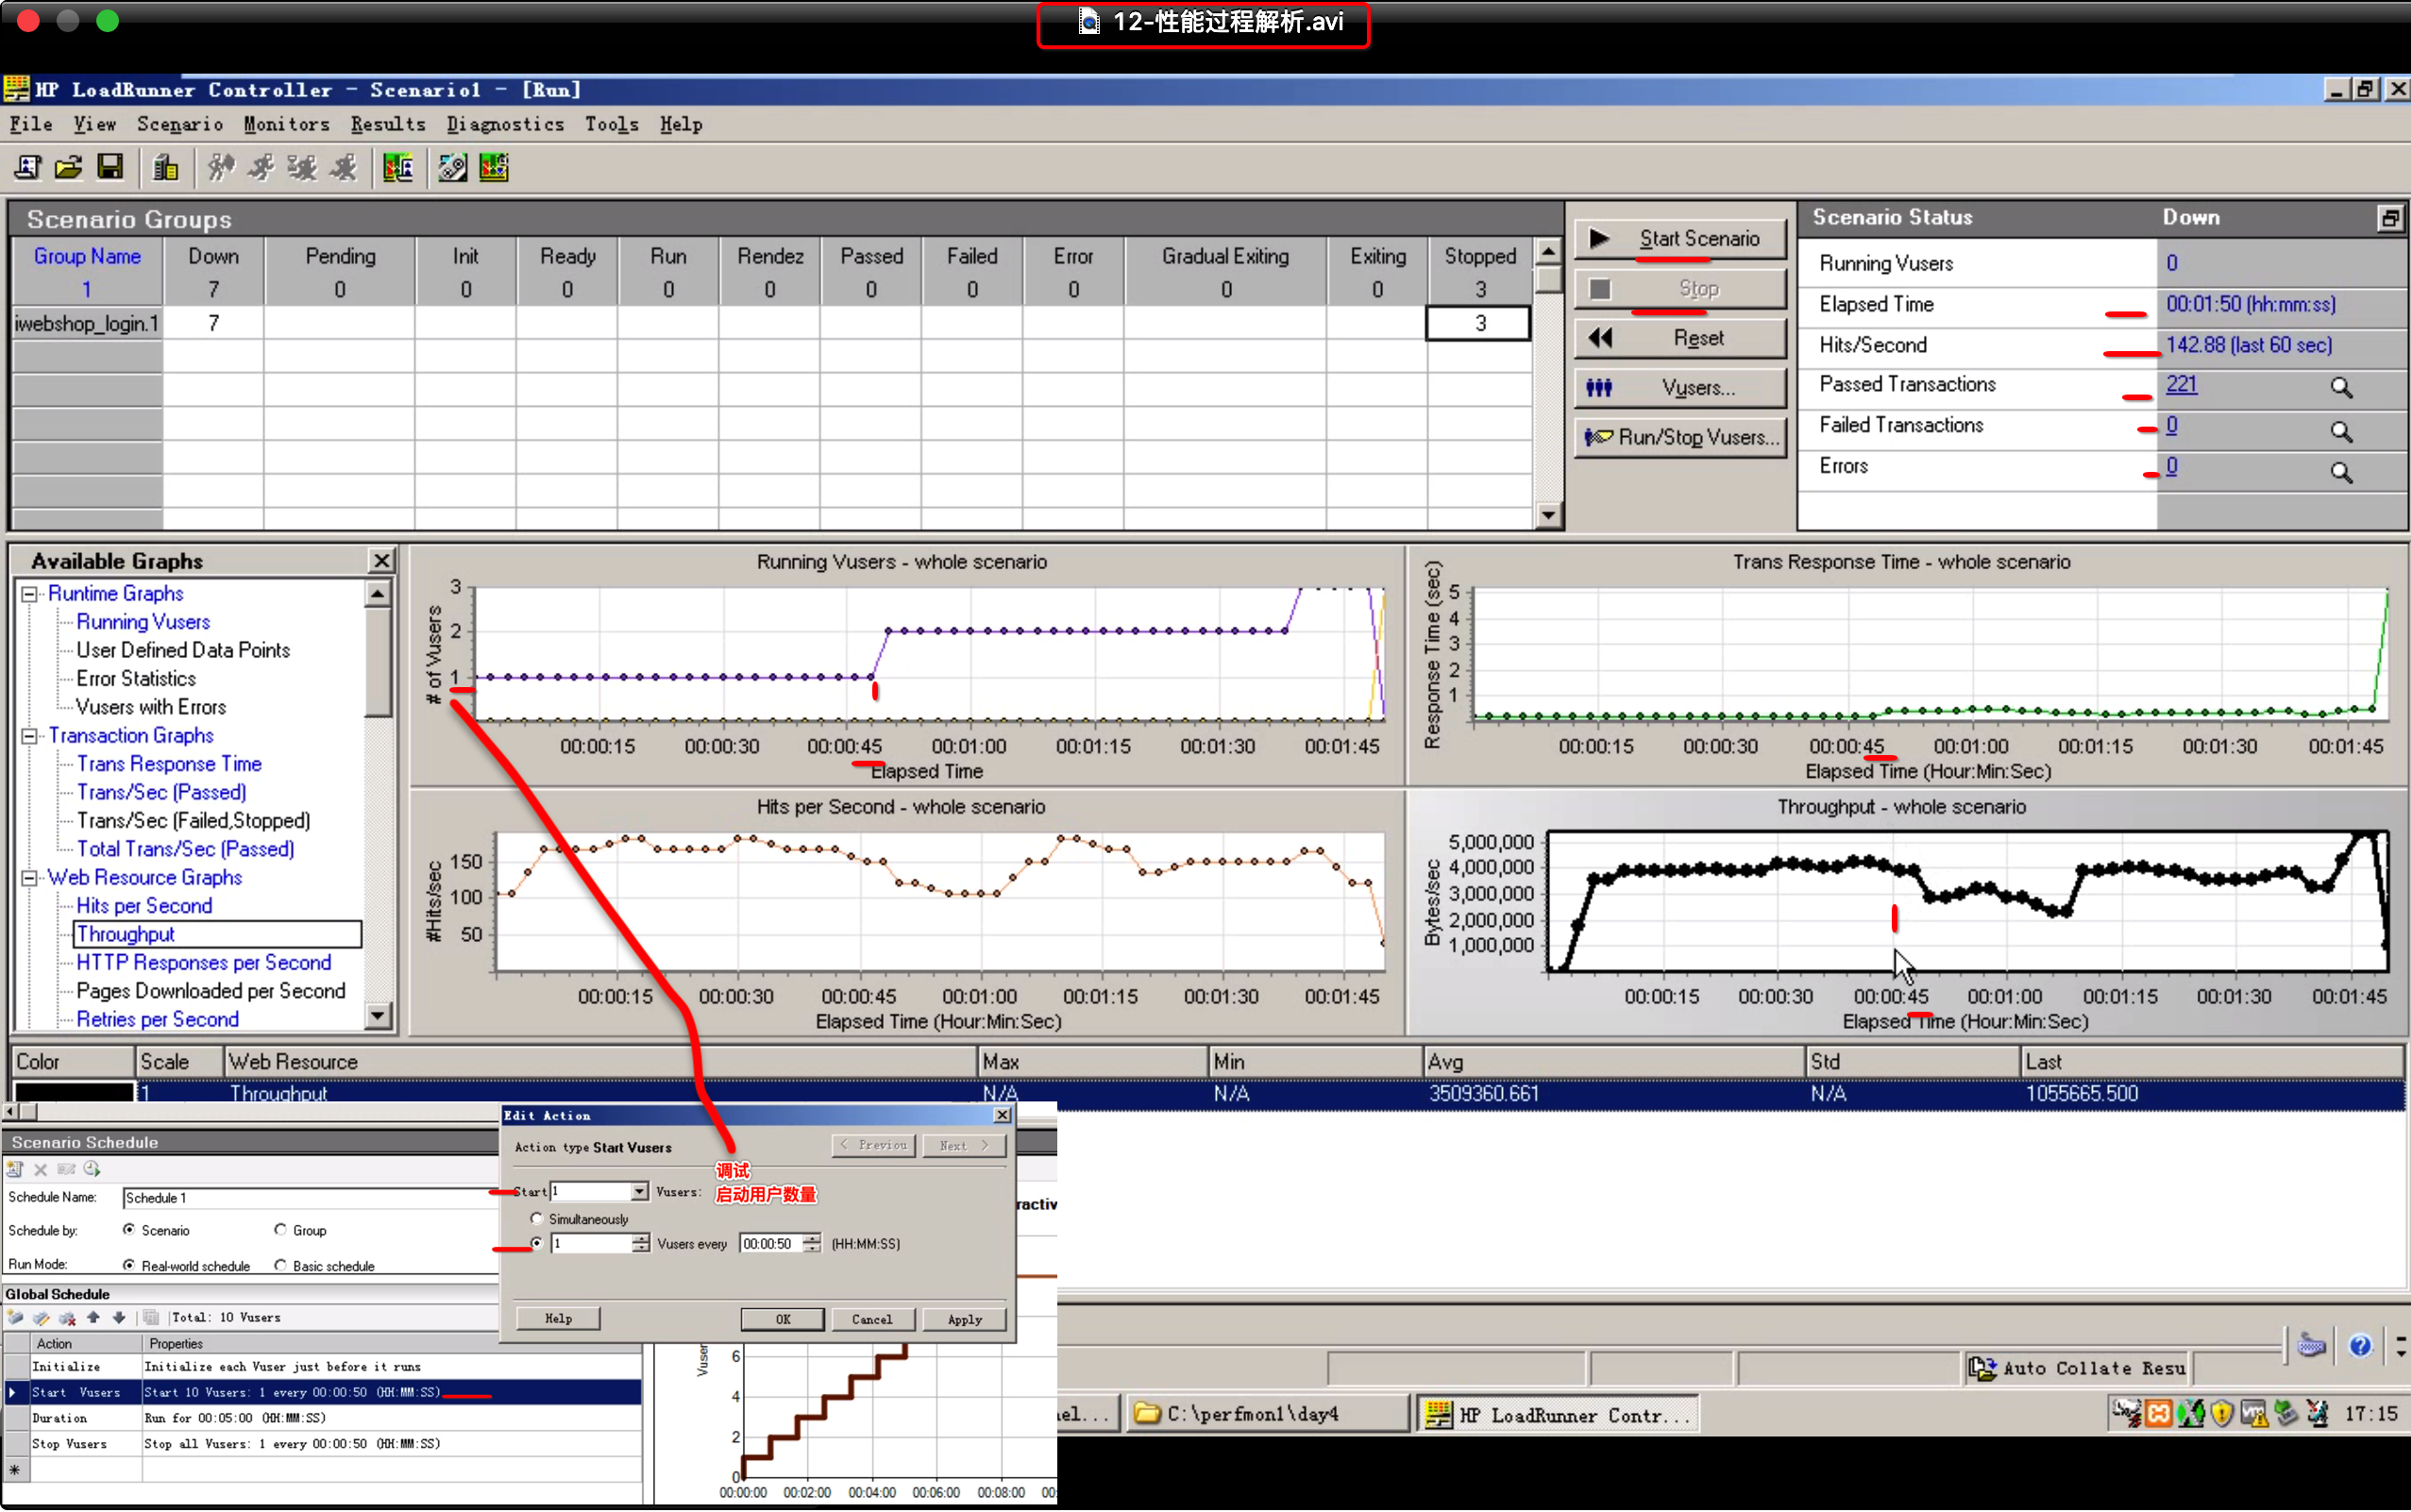 12-性能过程解析.avi
HP LoadRunner Controller - Scenario1 - [Run]
File View Scenario Monitors Results Diagnostics Tools Help
Scenario Groups
Group Name Down Pending Init Ready Run Rendez Passed Failed Error Gradual Exiting Exiting Stopped
1 7 0 0 0 0 0 0 0 0 0 0 3
iwebshop_login.1 7 3
Start Scenario
Stop
Reset
Vusers...
Run/Stop Vusers...
Scenario Status Down
Running Vusers 0
Elapsed Time 00:01:50 (hh:mm:ss)
Hits/Second 142.88 (last 60 sec)
Passed Transactions 221
Failed Transactions 0
Errors 0
Available Graphs
Runtime Graphs
Running Vusers
User Defined Data Points
Error Statistics
Vusers with Errors
Transaction Graphs
Trans Response Time
Trans/Sec (Passed)
Trans/Sec (Failed,Stopped)
Total Trans/Sec (Passed)
Web Resource Graphs
Hits per Second
Throughput
HTTP Responses per Second
Pages Downloaded per Second
Retries per Second
Running Vusers - whole scenario
# of Vusers
3
2
1
00:00:15 00:00:30 00:00:45 00:01:00 00:01:15 00:01:30 00:01:45
Elapsed Time
Trans Response Time - whole scenario
Response Time (sec)
5
4
3
2
1
00:00:15 00:00:30 00:00:45 00:01:00 00:01:15 00:01:30 00:01:45
Elapsed Time (Hour:Min:Sec)
Hits per Second - whole scenario
#Hits/sec
150
100
50
00:00:15 00:00:30 00:00:45 00:01:00 00:01:15 00:01:30 00:01:45
Elapsed Time (Hour:Min:Sec)
Throughput - whole scenario
Bytes/sec
5,000,000
4,000,000
3,000,000
2,000,000
1,000,000
00:00:15 00:00:30 00:00:45 00:01:00 00:01:15 00:01:30 00:01:45
Elapsed Time (Hour:Min:Sec)
Color Scale Web Resource Max Min Avg Std Last
1 Throughput N/A N/A 3509360.661 N/A 1055665.500
Scenario Schedule
Schedule Name: Schedule 1
Schedule by: Scenario Group
Run Mode: Real-world schedule Basic schedule
Global Schedule
Total: 10 Vusers
Action Properties
Initialize Initialize each Vuser just before it runs
Start Vusers Start 10 Vusers: 1 every 00:00:50 (HH:MM:SS)
Duration Run for 00:05:00 (HH:MM:SS)
Stop Vusers Stop all Vusers: 1 every 00:00:50 (HH:MM:SS)
*
Edit Action
Action type Start Vusers
< Previou Next >
调试
Start 1 Vusers:
启动用户数量
Simultaneously
1 Vusers every 00:00:50 (HH:MM:SS)
Help OK Cancel Apply
ractiv
Vuser
6
4
2
0
00:00:00 00:02:00 00:04:00 00:06:00 00:08:00 00:
Auto Collate Resu
el... C:\perfmon1\day4 HP LoadRunner Contr... 17:15